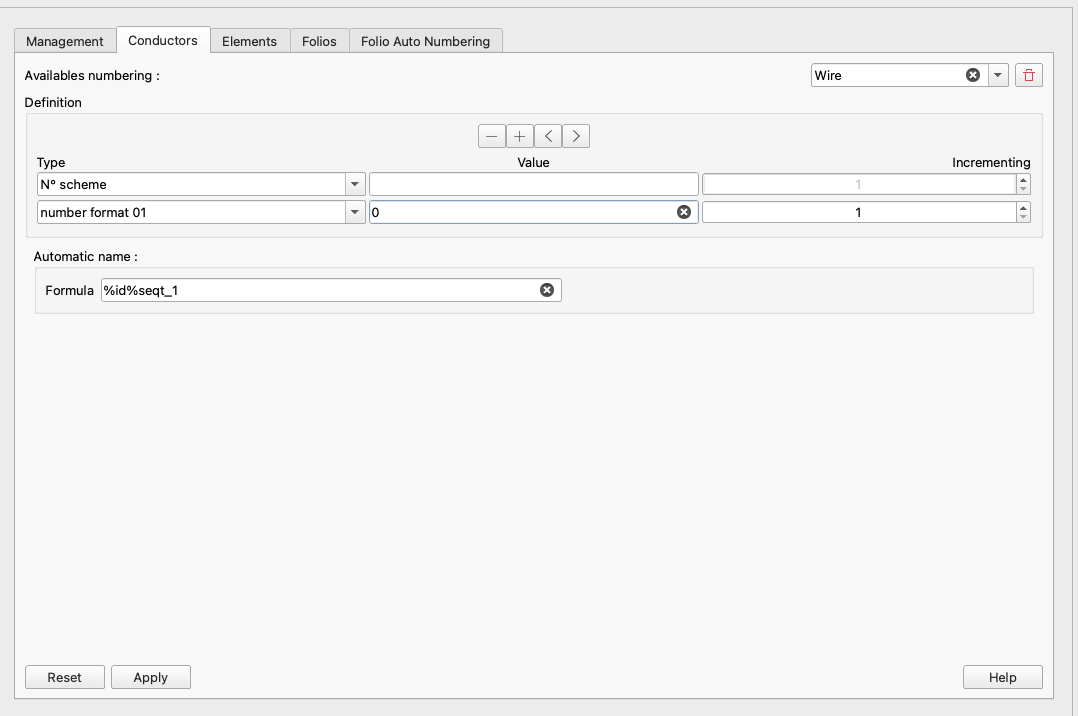 Management Conductors Elements Folios Folio Auto Numbering
Availables numbering : Wire
Definition
Type Value Incrementing
N° scheme 1
number format 01 0 1
Automatic name :
Formula %id%seqt_1
Reset Apply Help